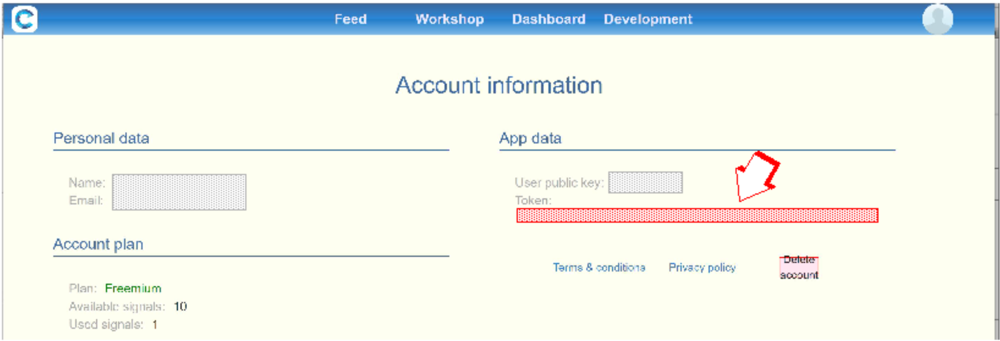 Feed Workshop Dashboard Development
Account information
Personal data
Name:
Email:
Account plan
Plan: Freemium
Available signals: 10
Used signals: 1
App data
User public key:
Token:
Terms & conditions Privacy policy
Delete
account